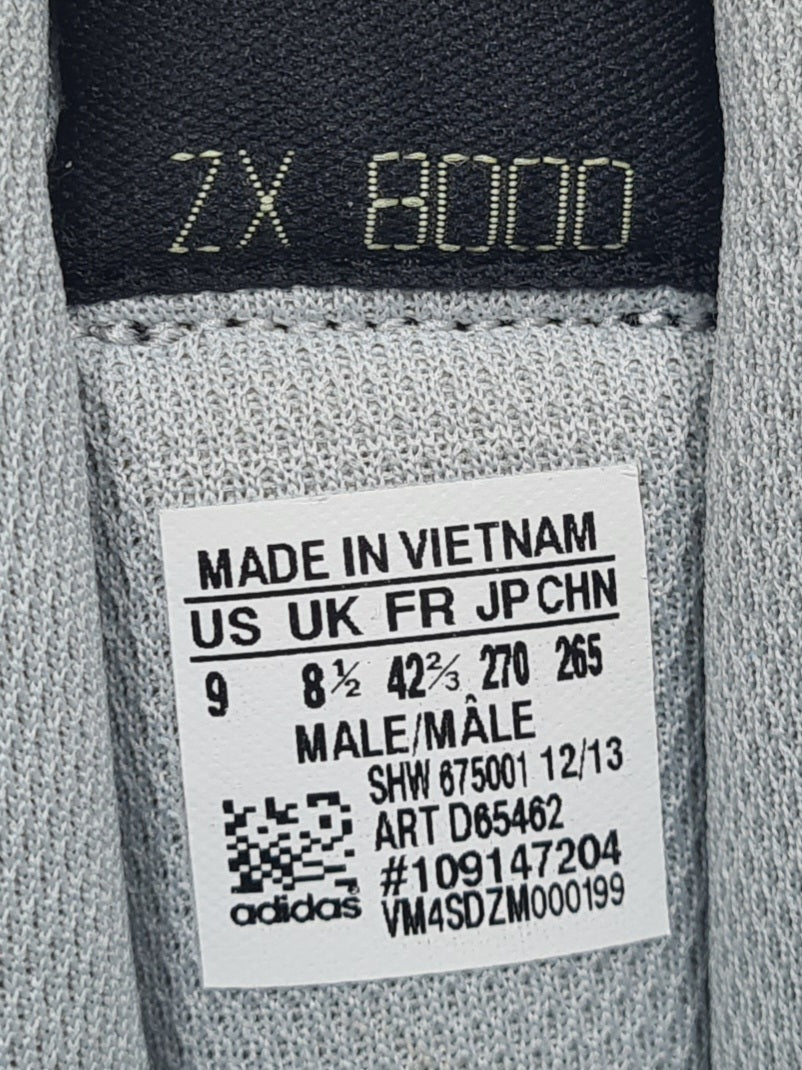 ZX 8000
MADE IN VIETNAM
US UK FR JP CHN
9 8½ 42⅔ 270 265
MALE/MÂLE
SHW 675001 12/13
ART D65462
#109147204
adidas VM4SDZM000199